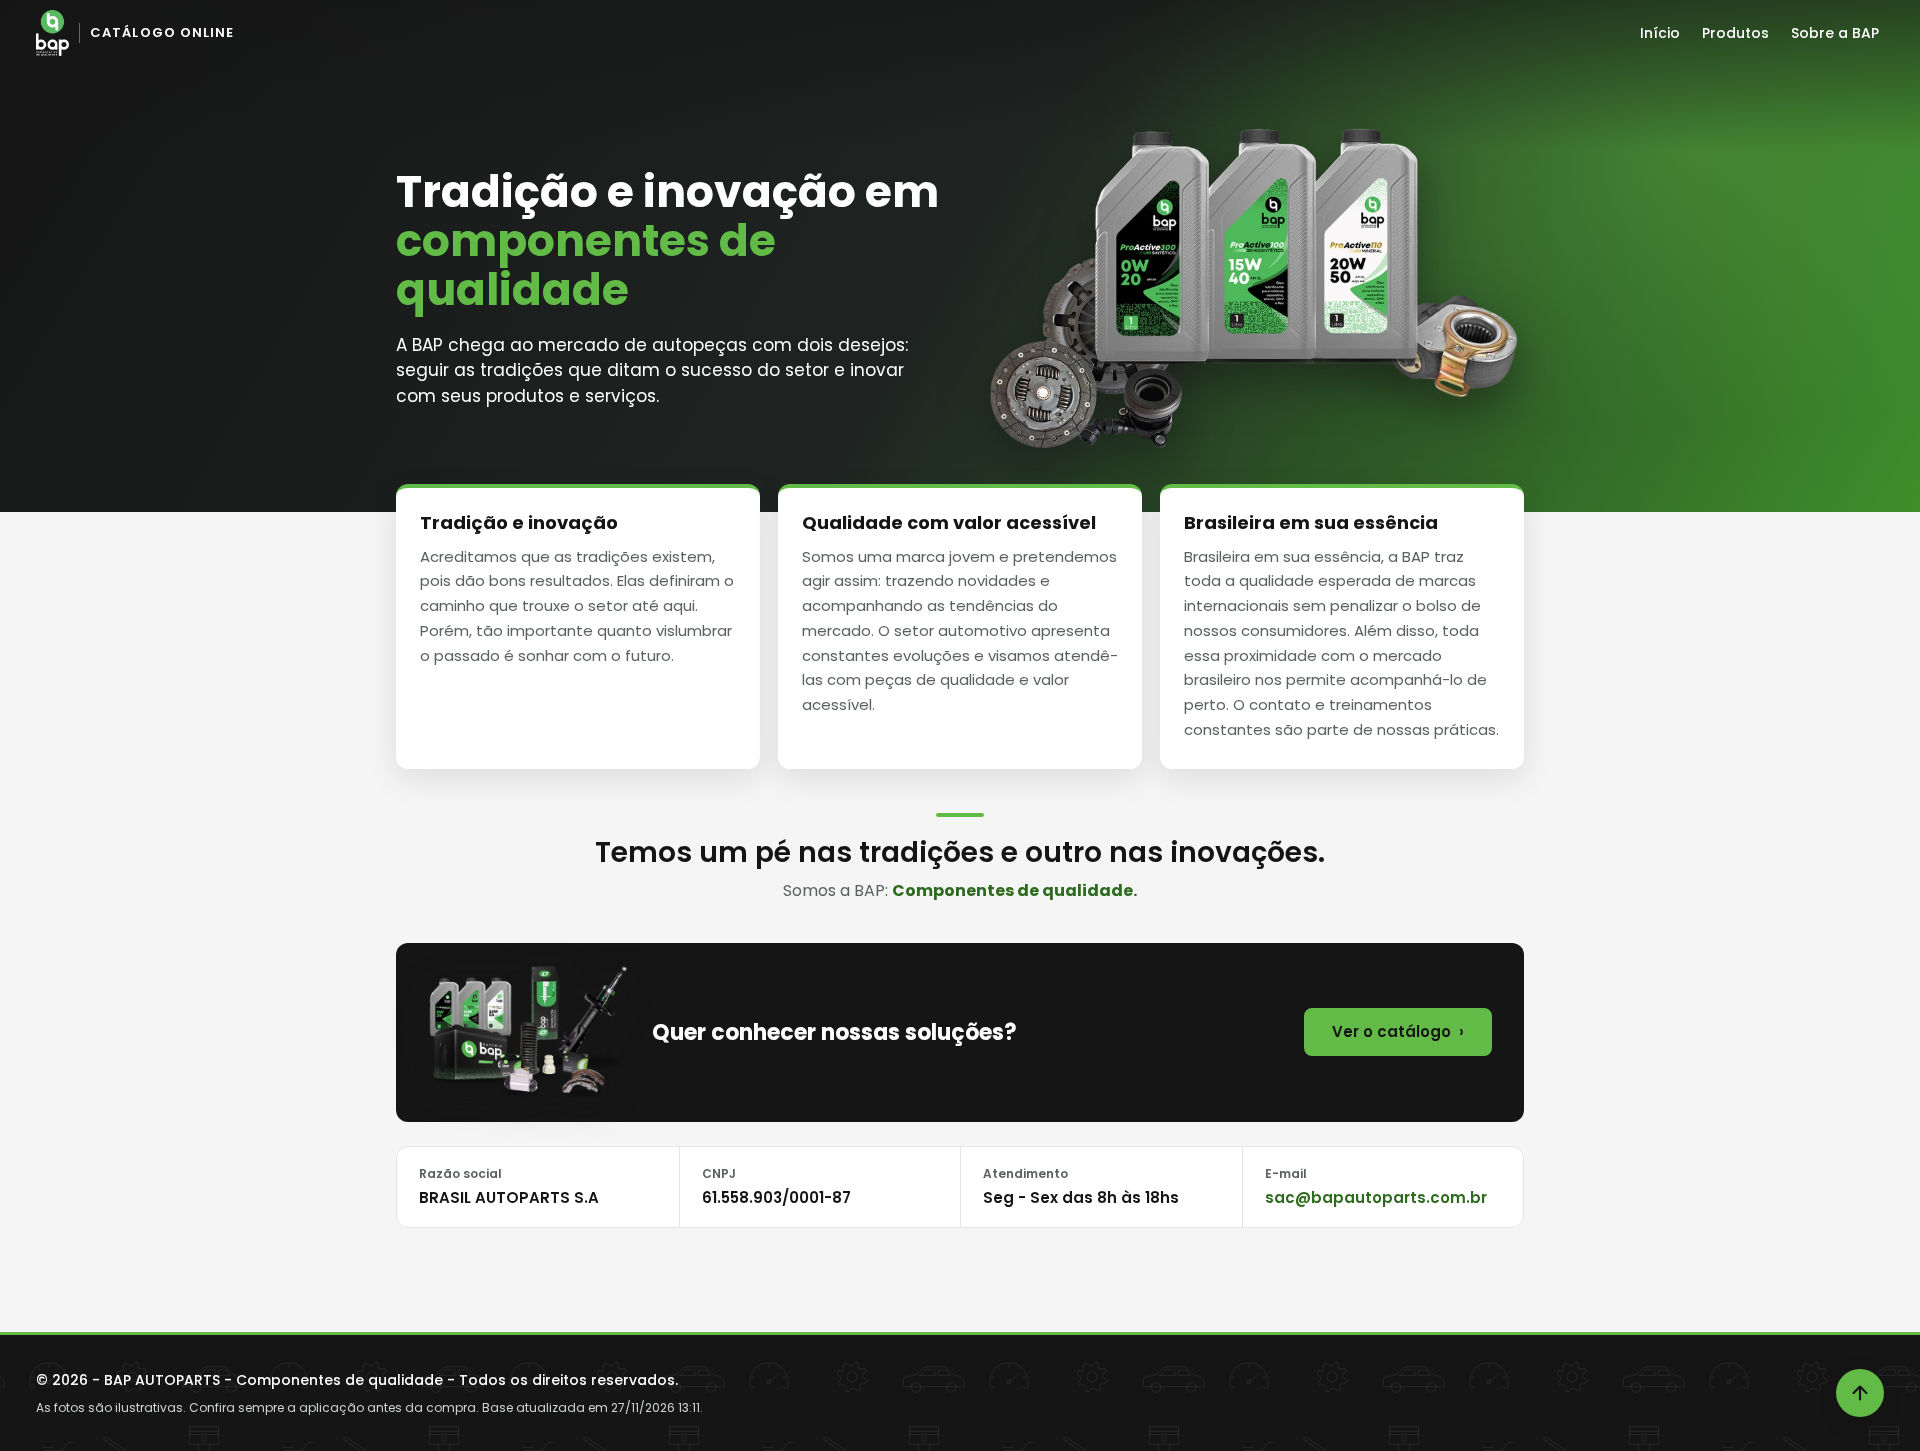 bap
CATÁLOGO ONLINE
Início
Produtos
Sobre a BAP
Tradição e inovação em
componentes de
qualidade
A BAP chega ao mercado de autopeças com dois desejos:
seguir as tradições que ditam o sucesso do setor e inovar
com seus produtos e serviços.
bap
ProActive300
SINTÉTICO
0W
20
1
bap
ProActive100
SEMISSINTÉTICO
15W
40
1
bap
ProActive110
MINERAL
20W
50
1
Tradição e inovação
Acreditamos que as tradições existem,
pois dão bons resultados. Elas definiram o
caminho que trouxe o setor até aqui.
Porém, tão importante quanto vislumbrar
o passado é sonhar com o futuro.
Qualidade com valor acessível
Somos uma marca jovem e pretendemos
agir assim: trazendo novidades e
acompanhando as tendências do
mercado. O setor automotivo apresenta
constantes evoluções e visamos atendê-
las com peças de qualidade e valor
acessível.
Brasileira em sua essência
Brasileira em sua essência, a BAP traz
toda a qualidade esperada de marcas
internacionais sem penalizar o bolso de
nossos consumidores. Além disso, toda
essa proximidade com o mercado
brasileiro nos permite acompanhá-lo de
perto. O contato e treinamentos
constantes são parte de nossas práticas.
Temos um pé nas tradições e outro nas inovações.
Somos a BAP: Componentes de qualidade.
bap
bap
Quer conhecer nossas soluções?
Ver o catálogo ›
Razão social
BRASIL AUTOPARTS S.A
CNPJ
61.558.903/0001-87
Atendimento
Seg - Sex das 8h às 18hs
E-mail
sac@bapautoparts.com.br
© 2026 - BAP AUTOPARTS - Componentes de qualidade - Todos os direitos reservados.
As fotos são ilustrativas. Confira sempre a aplicação antes da compra. Base atualizada em 27/11/2026 13:11.